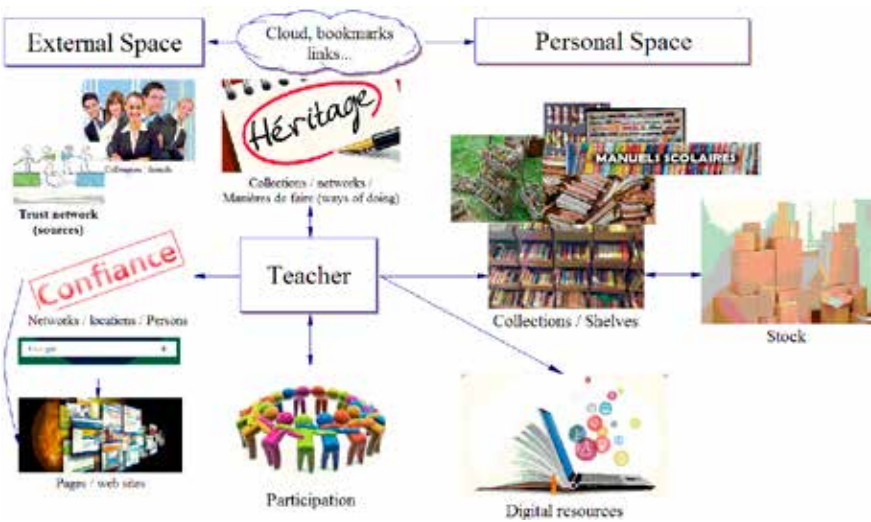 External Space
Cloud, bookmarks
links...
Personal Space
Héritage
MANUELS SCOLAIRES
Collections / networks /
Manières de faire (ways of doing)
Trust network
(sources)
Confiance
Teacher
Networks / locations / Persons
Collections / Shelves
Stock
Pages / web sites
Participation
Digital resources